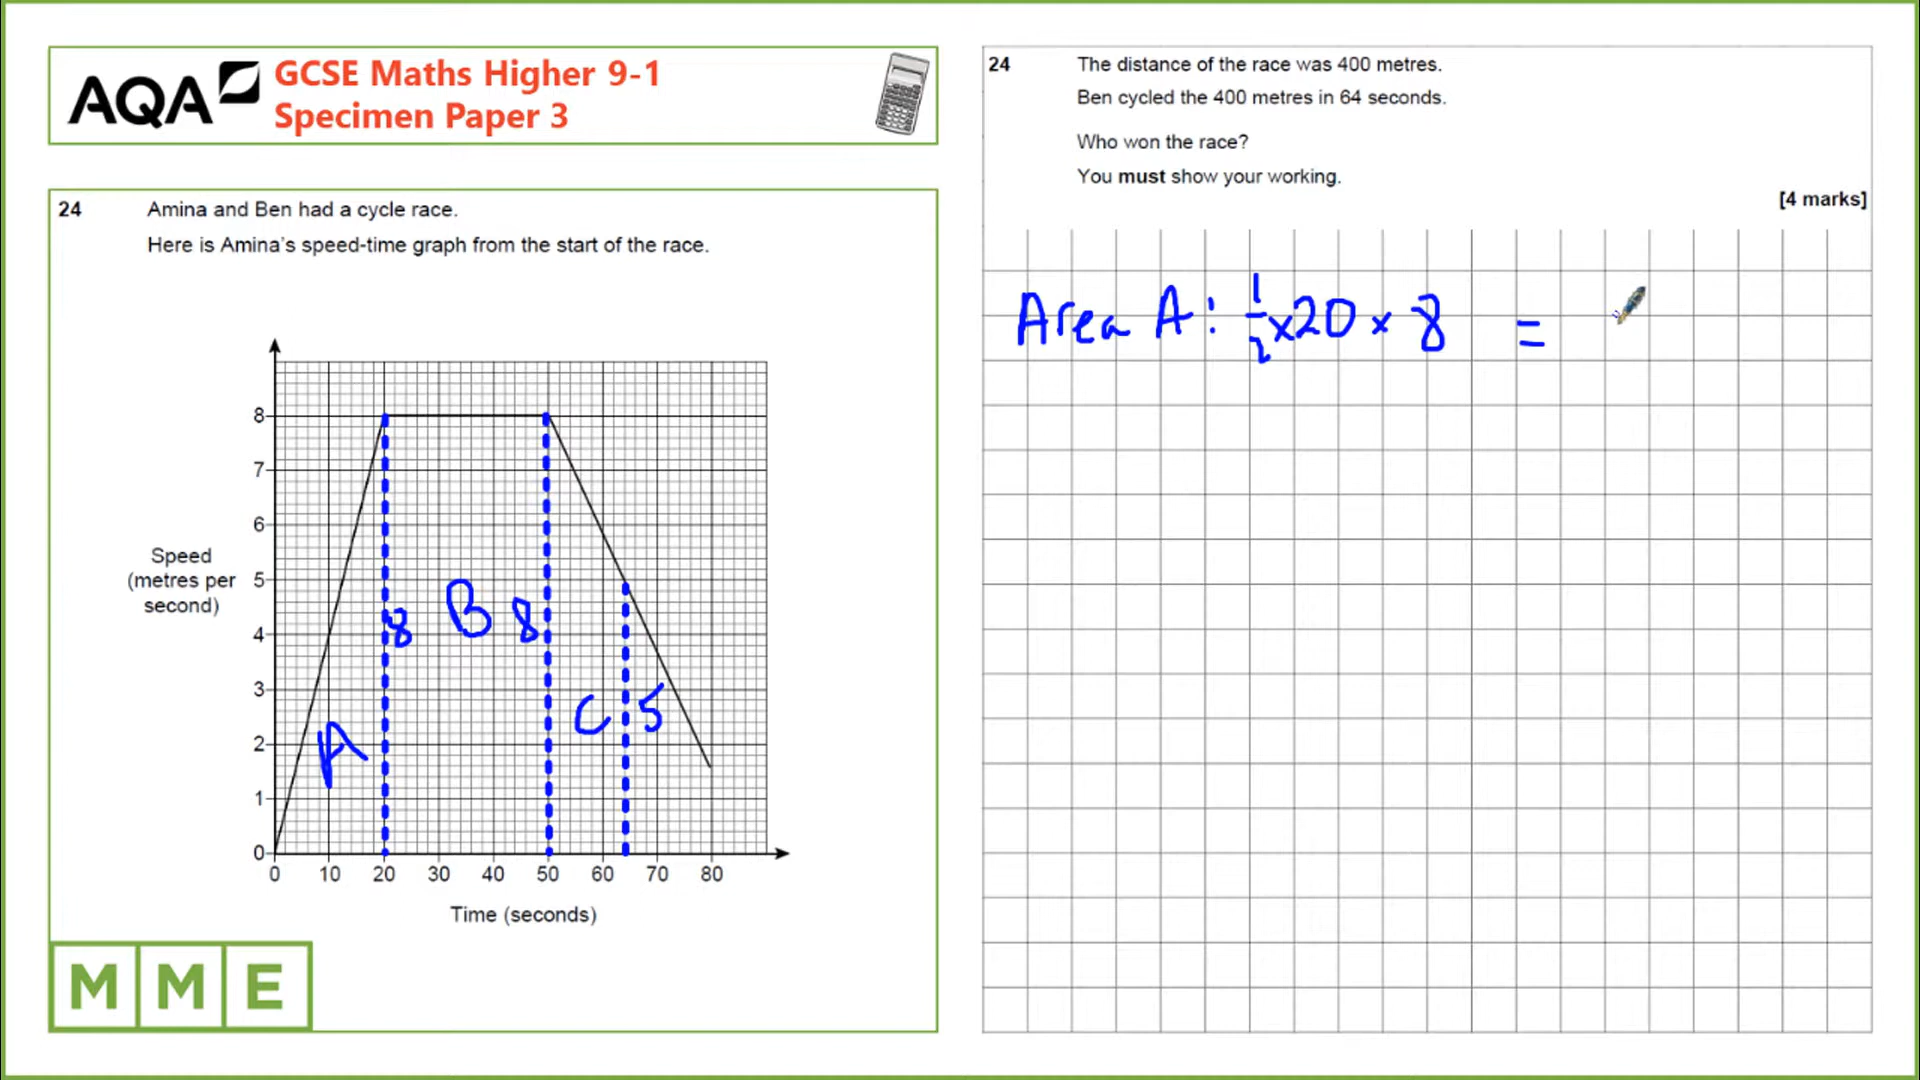 AQA
GCSE Maths Higher 9-1
Specimen Paper 3
24 Amina and Ben had a cycle race.
Here is Amina's speed-time graph from the start of the race.
8
7
6
5
4
3
2
1
0
Speed
(metres per
second)
A
8
B
8
C
5
0 10 20 30 40 50 60 70 80
Time (seconds)
M M E
24 The distance of the race was 400 metres.
Ben cycled the 400 metres in 64 seconds.
Who won the race?
You must show your working.
[4 marks]
Area A: 1/2 × 20 × 8 =